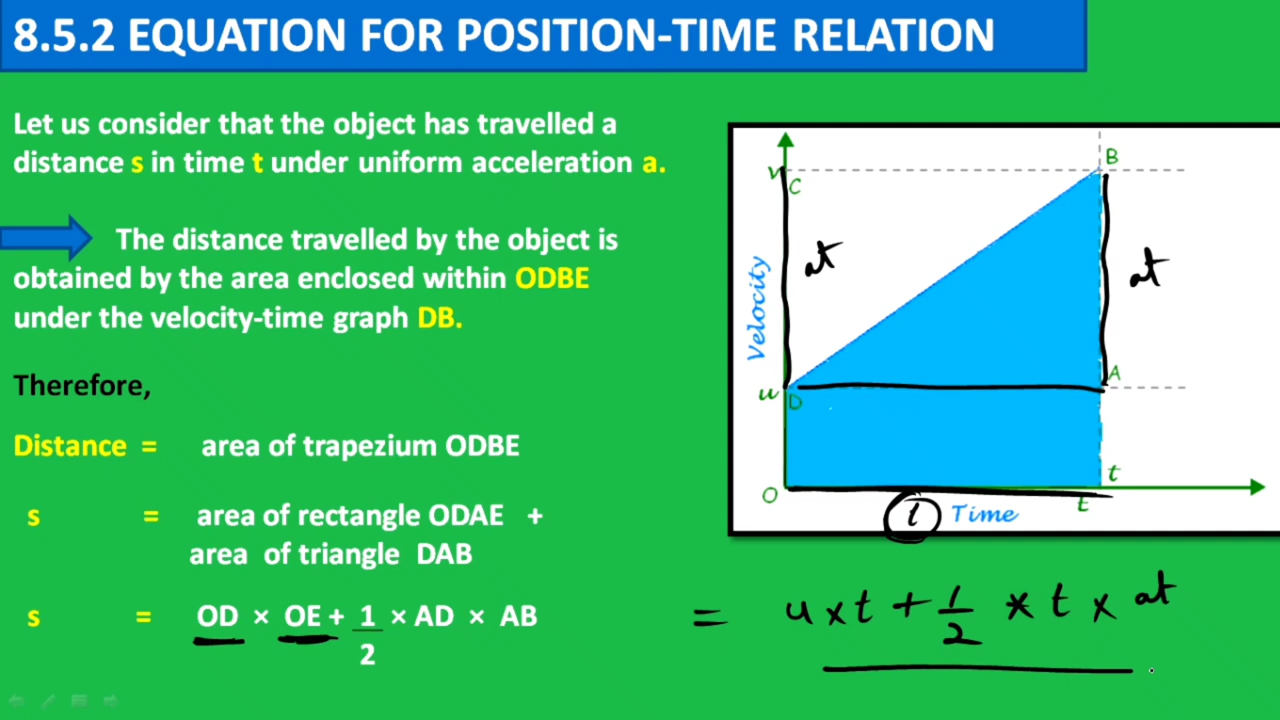 8.5.2 EQUATION FOR POSITION-TIME RELATION
Let us consider that the object has travelled a
distance s in time t under uniform acceleration a.
The distance travelled by the object is
obtained by the area enclosed within ODBE
under the velocity-time graph DB.
Therefore,
Distance = area of trapezium ODBE
s = area of rectangle ODAE +
area of triangle DAB
s = OD × OE + 1/2 × AD × AB
B
v
C
at
at
Velocity
A
u
D
t
O
t
t
Time
= u × t + 1/2 × t × at